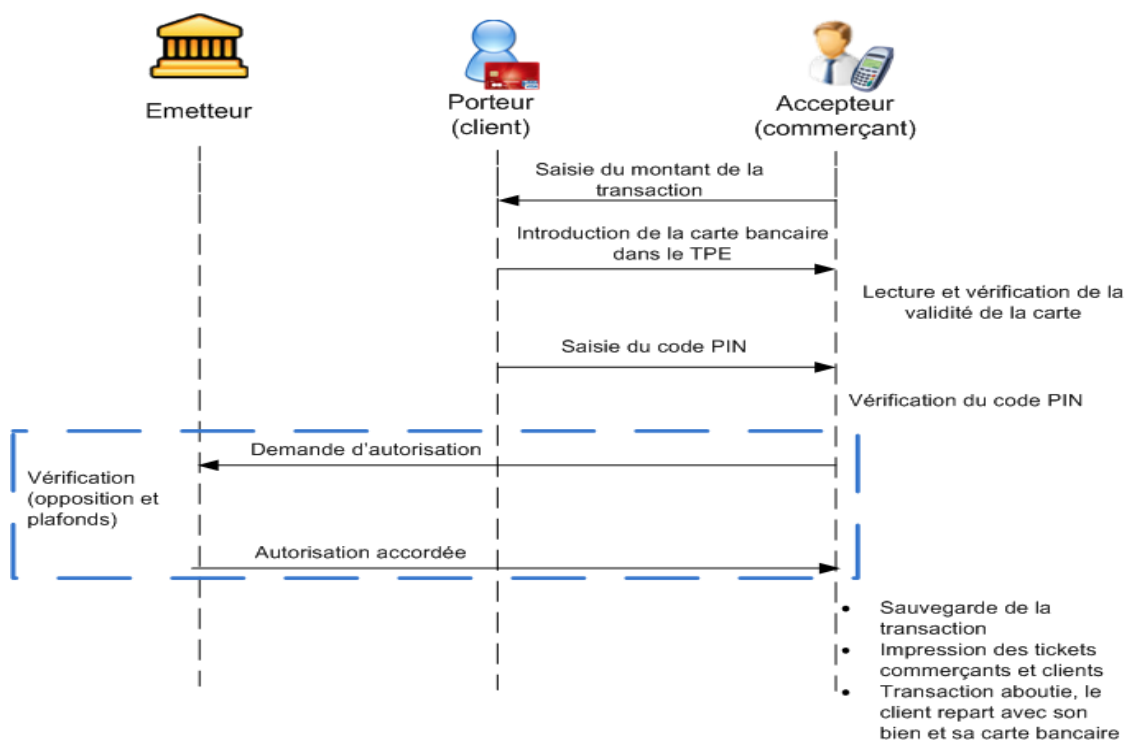 Emetteur
Porteur
(client)
Accepteur
(commerçant)
Saisie du montant de la
transaction
Introduction de la carte bancaire
dans le TPE
Lecture et vérification de la
validité de la carte
Saisie du code PIN
Vérification du code PIN
Demande d'autorisation
Vérification
(opposition et
plafonds)
Autorisation accordée
• Sauvegarde de la
transaction
• Impression des tickets
commerçants et clients
• Transaction aboutie, le
client repart avec son
bien et sa carte bancaire